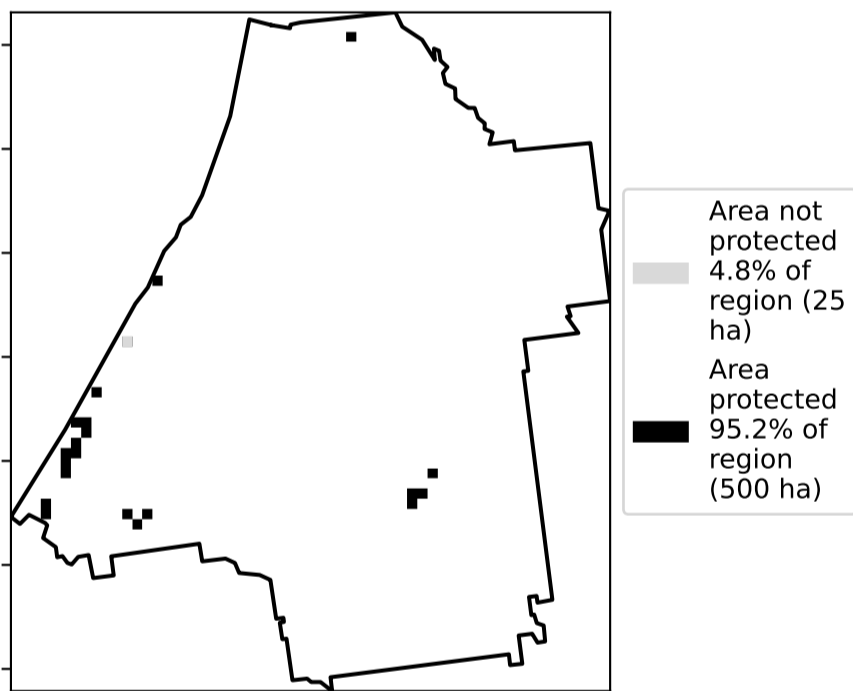 Area not
protected
4.8% of
region (25
ha)
Area
protected
95.2% of
region
(500 ha)